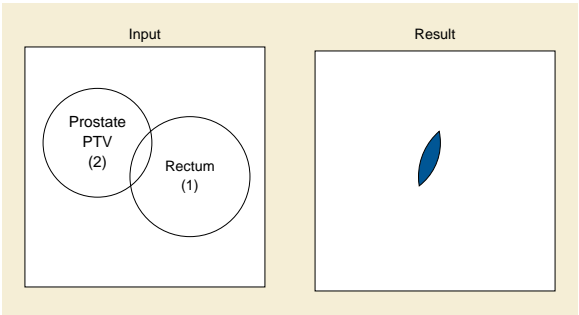 Input
Prostate
PTV
(2)
Rectum
(1)
Result